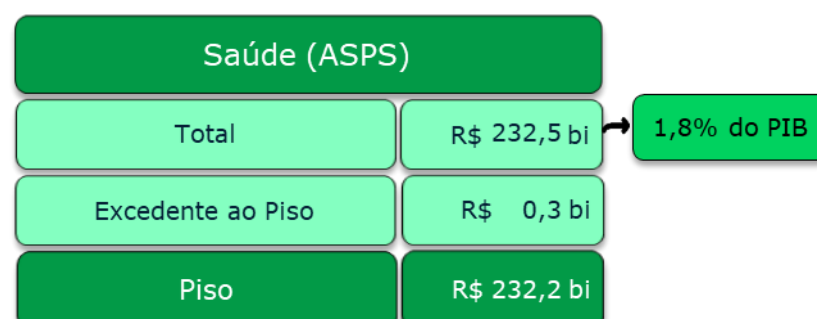 Saúde (ASPS)
Total R$ 232,5 bi 1,8% do PIB
Excedente ao Piso R$ 0,3 bi
Piso R$ 232,2 bi